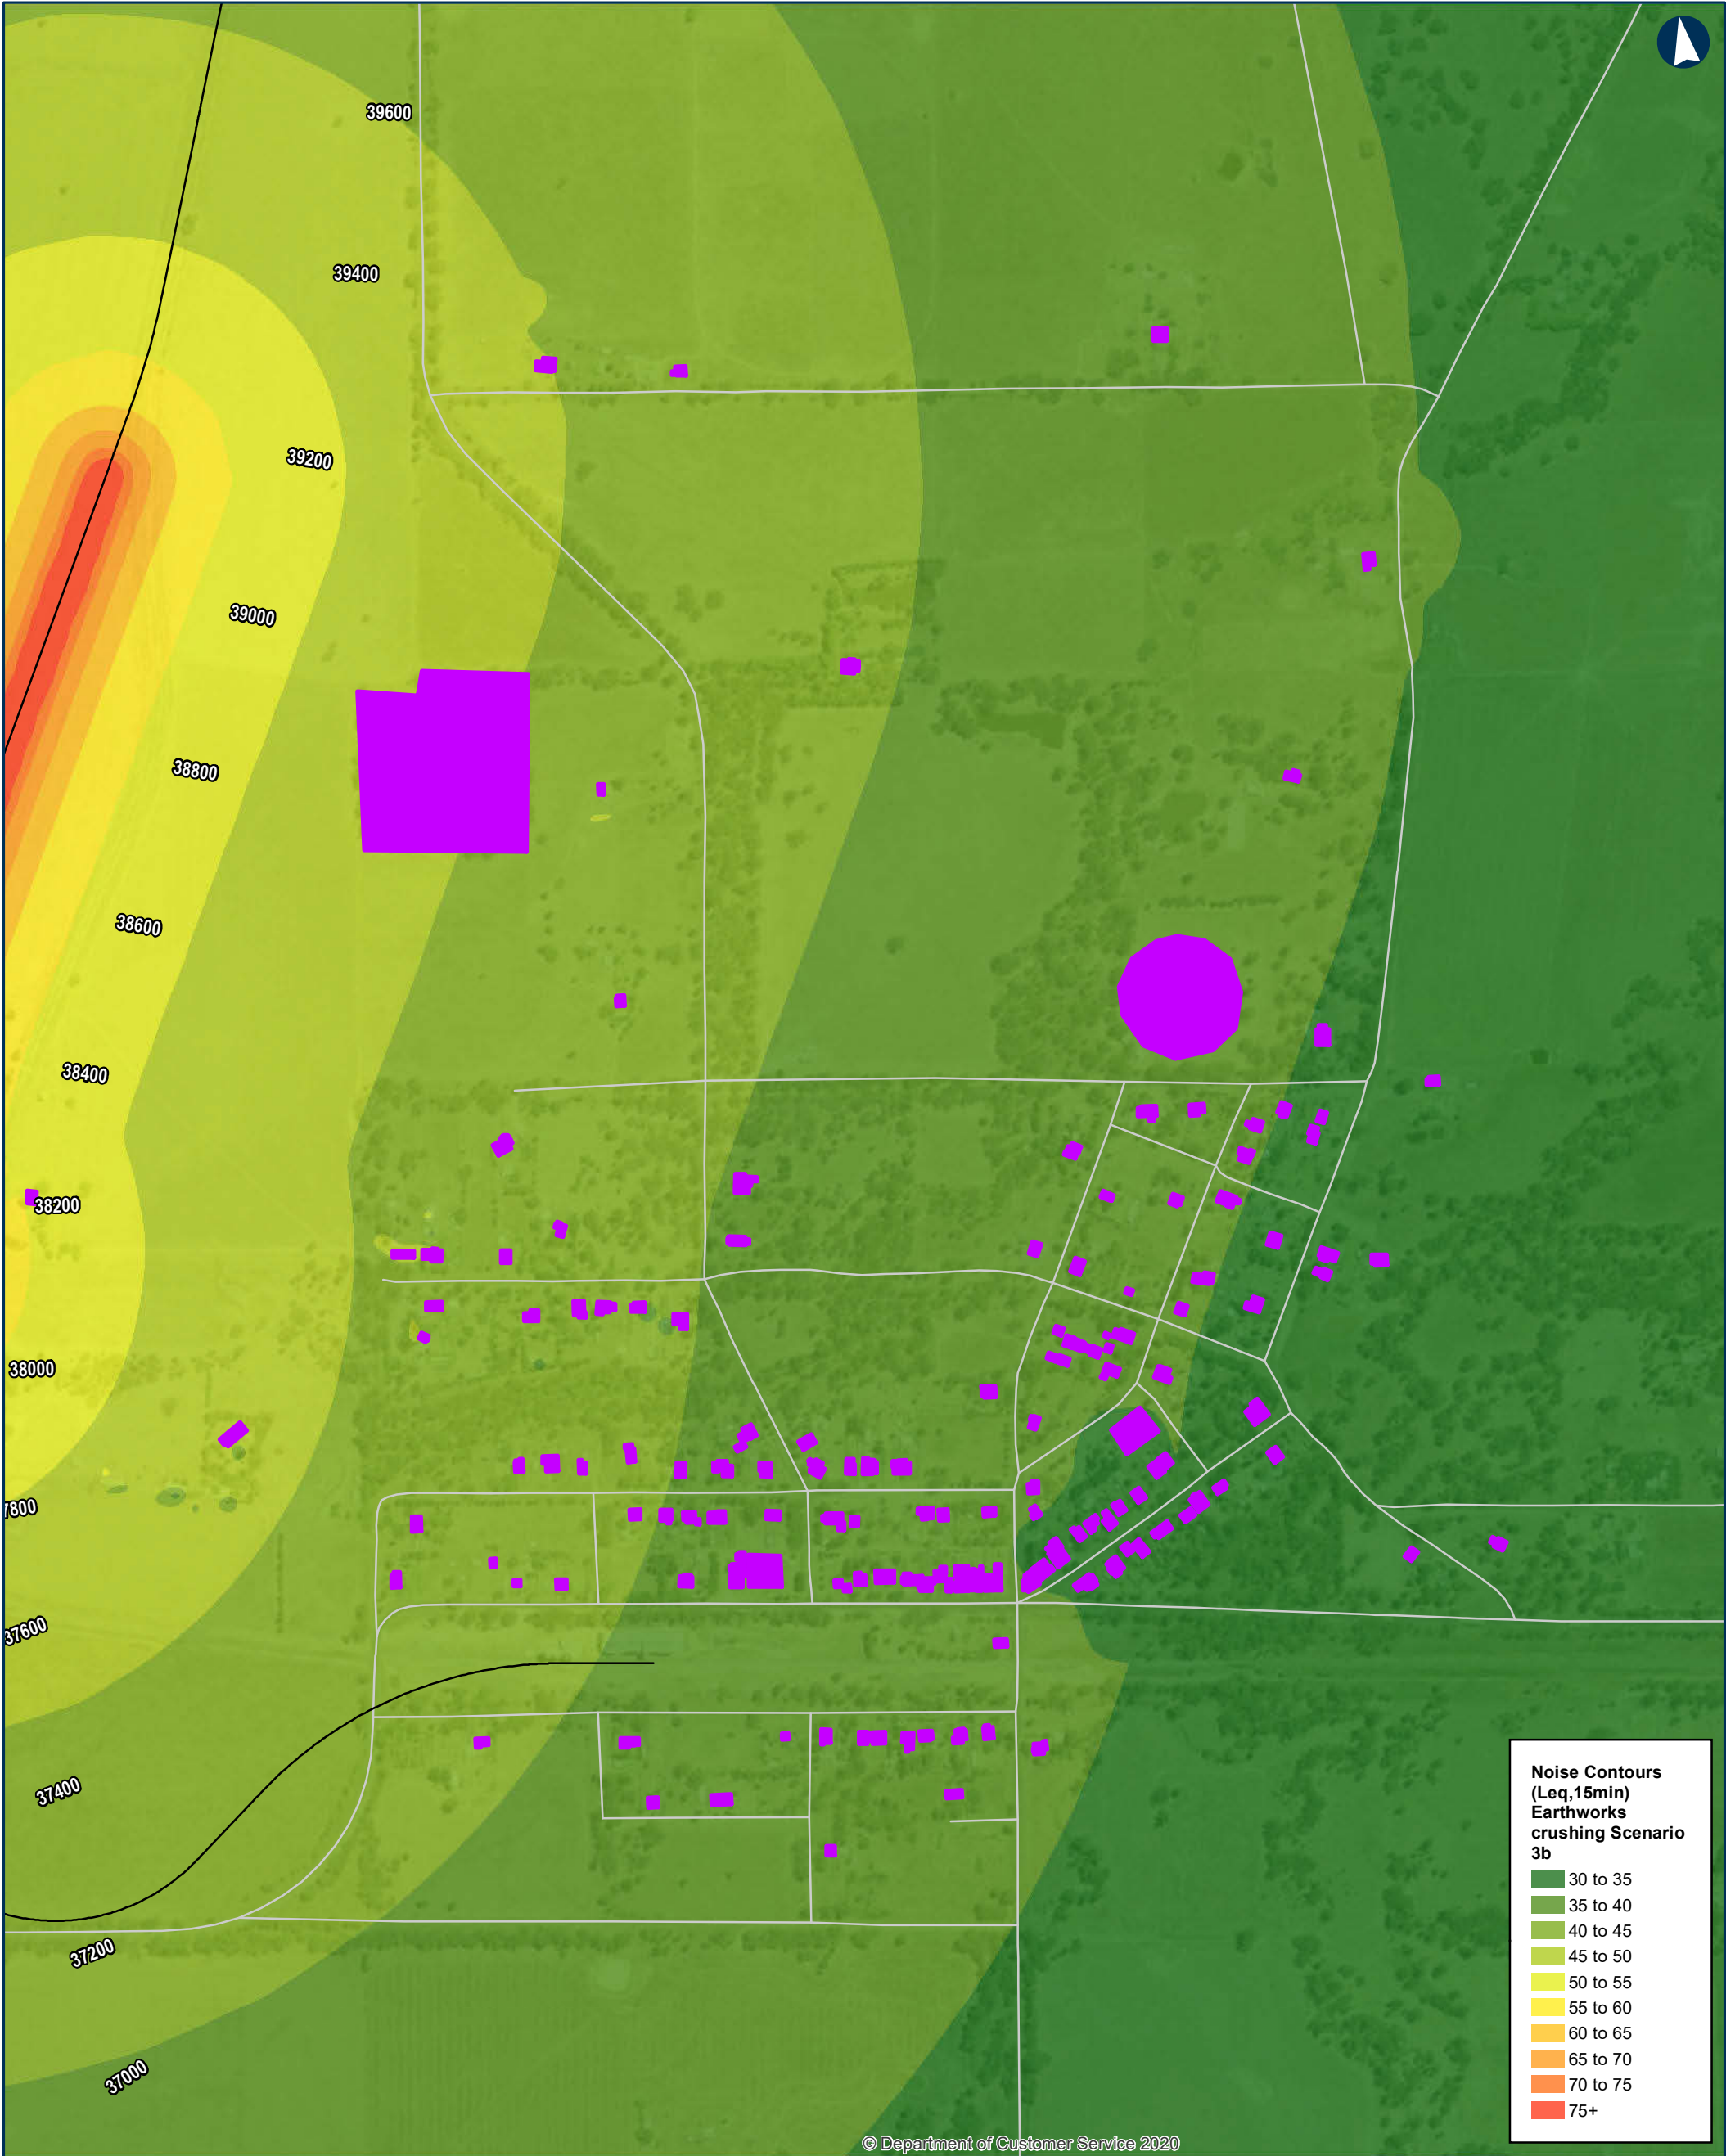 39600
39400
39200
39000
38800
38600
38400
38200
38000
7800
37600
37400
37200
37000
Noise Contours
(Leq,15min)
Earthworks
crushing Scenario
3b
30 to 35
35 to 40
40 to 45
45 to 50
50 to 55
55 to 60
60 to 65
65 to 70
70 to 75
75+
© Department of Customer Service 2020